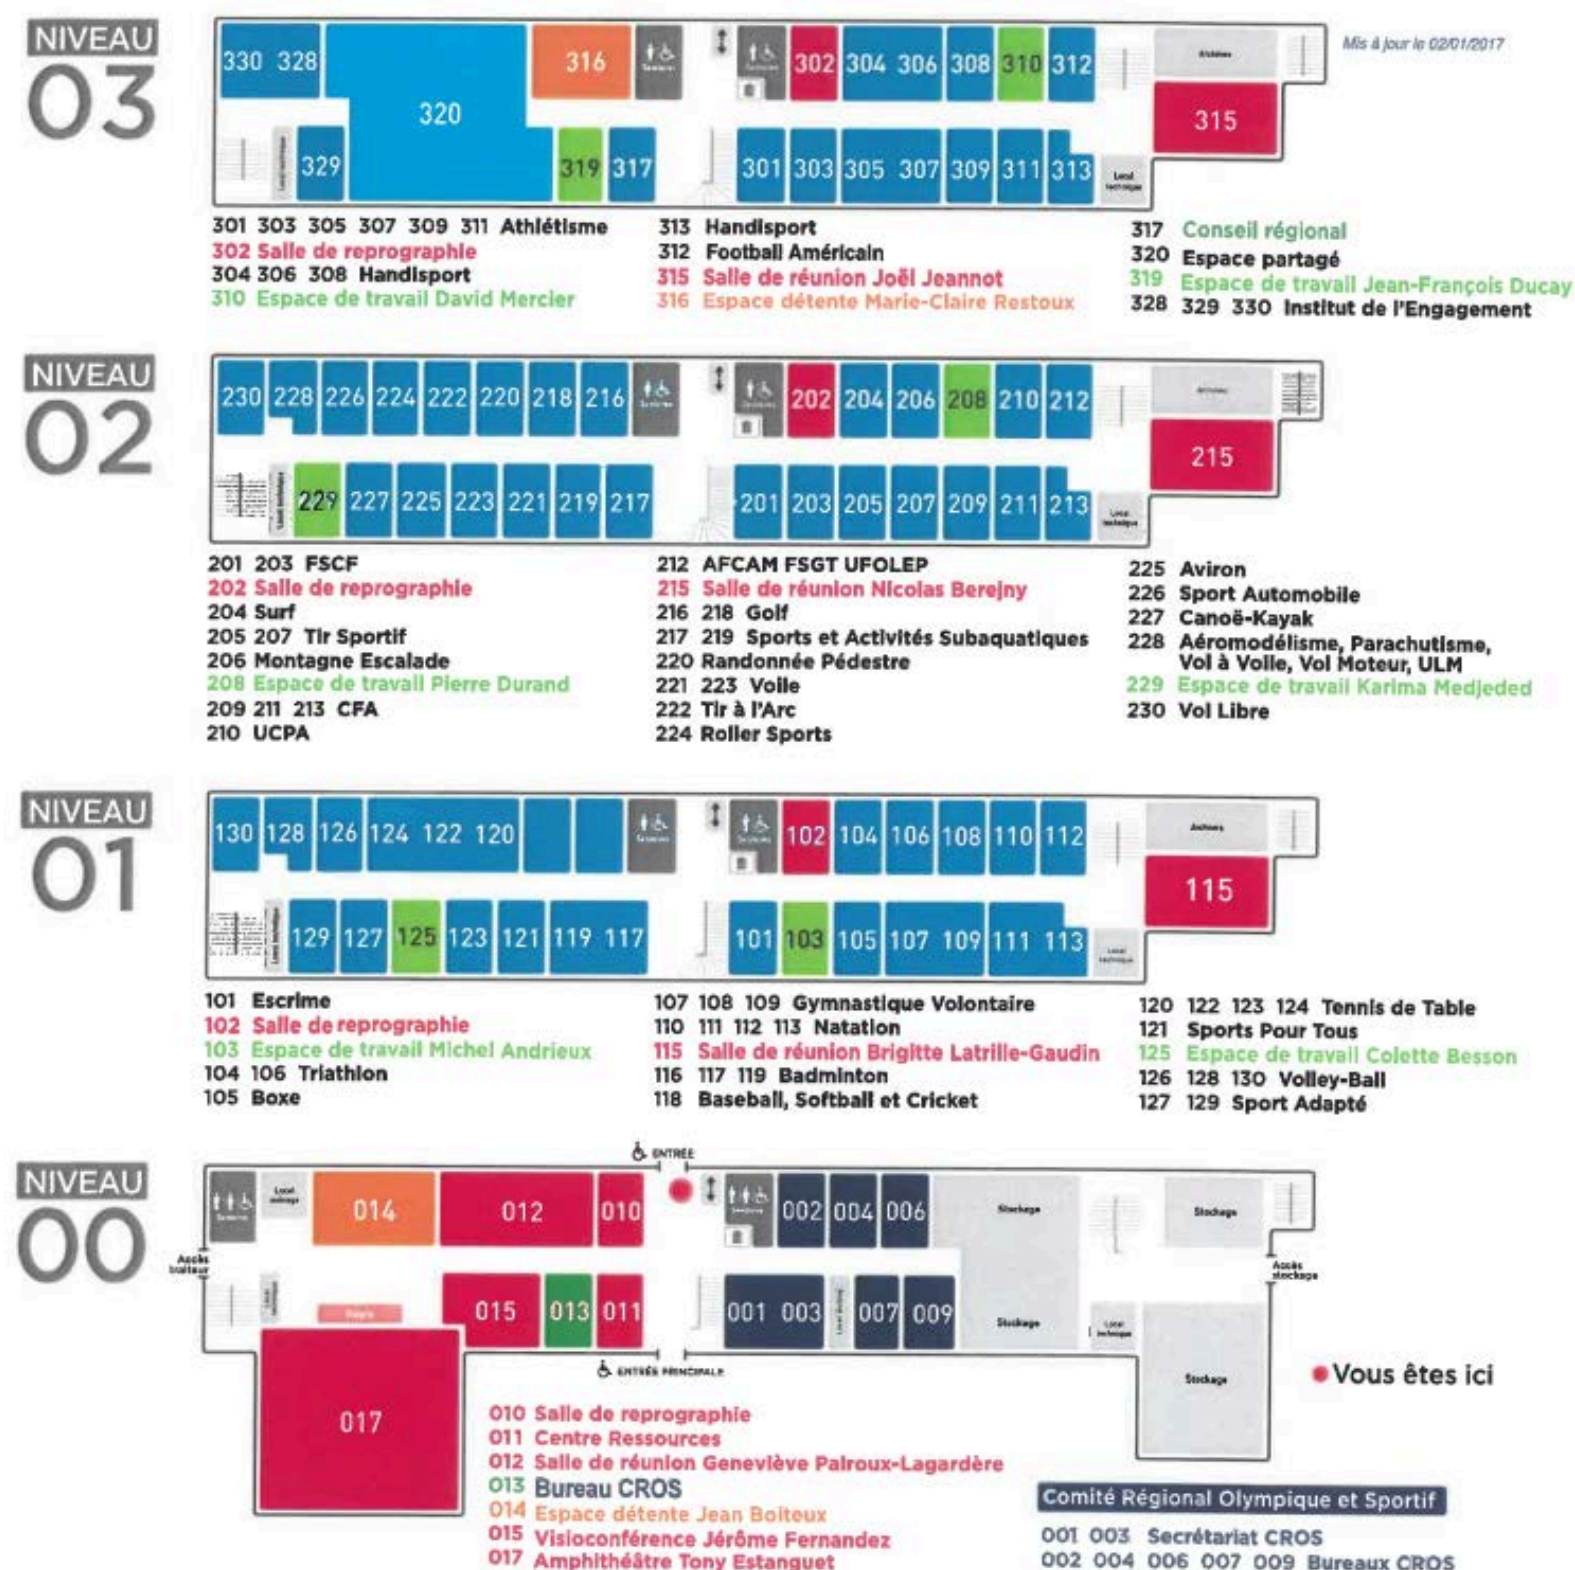 NIVEAU
03
Mis à jour le 02/01/2017
330 328
316
302 304 306 308 310 312
320
315
329
319 317
301 303 305 307 309 311 313
Local technique
301 303 305 307 309 311 Athlétisme
302 Salle de reprographie
304 306 308 Handisport
310 Espace de travail David Mercier
313 Handisport
312 Football Américain
315 Salle de réunion Joël Jeannot
316 Espace détente Marie-Claire Restoux
317 Conseil régional
320 Espace partagé
319 Espace de travail Jean-François Ducay
328 329 330 Institut de l'Engagement
NIVEAU
02
230 228 226 224 222 220 218 216
202 204 206 208 210 212
215
229 227 225 223 221 219 217
201 203 205 207 209 211 213
Local technique
201 203 FSCF
202 Salle de reprographie
204 Surf
205 207 Tir Sportif
206 Montagne Escalade
208 Espace de travail Pierre Durand
209 211 213 CFA
210 UCPA
212 AFCAM FSGT UFOLEP
215 Salle de réunion Nicolas Berejny
216 218 Golf
217 219 Sports et Activités Subaquatiques
220 Randonnée Pédestre
221 223 Voile
222 Tir à l'Arc
224 Roller Sports
225 Aviron
226 Sport Automobile
227 Canoë-Kayak
228 Aéromodélisme, Parachutisme,
Vol à Voile, Vol Moteur, ULM
229 Espace de travail Karima Medjeded
230 Vol Libre
NIVEAU
01
130 128 126 124 122 120
102 104 106 108 110 112
Archives
115
129 127 125 123 121 119 117
101 103 105 107 109 111 113
Local technique
101 Escrime
102 Salle de reprographie
103 Espace de travail Michel Andrieux
104 106 Triathlon
105 Boxe
107 108 109 Gymnastique Volontaire
110 111 112 113 Natation
115 Salle de réunion Brigitte Latrille-Gaudin
116 117 119 Badminton
118 Baseball, Softball et Cricket
120 122 123 124 Tennis de Table
121 Sports Pour Tous
125 Espace de travail Colette Besson
126 128 130 Volley-Ball
127 129 Sport Adapté
NIVEAU
00
ENTRÉE
Local ménage
014
012
010
002 004 006
Stockage
Stockage
Accès traiteur
Accès stockage
015 013 011
001 003
007 009
Stockage
Local technique
ENTRÉE PRINCIPALE
Stockage
Vous êtes ici
017
010 Salle de reprographie
011 Centre Ressources
012 Salle de réunion Geneviève Pairoux-Lagardère
013 Bureau CROS
014 Espace détente Jean Boiteux
015 Visioconférence Jérôme Fernandez
017 Amphithéâtre Tony Estanguet
Comité Régional Olympique et Sportif
001 003 Secrétariat CROS
002 004 006 007 009 Bureaux CROS